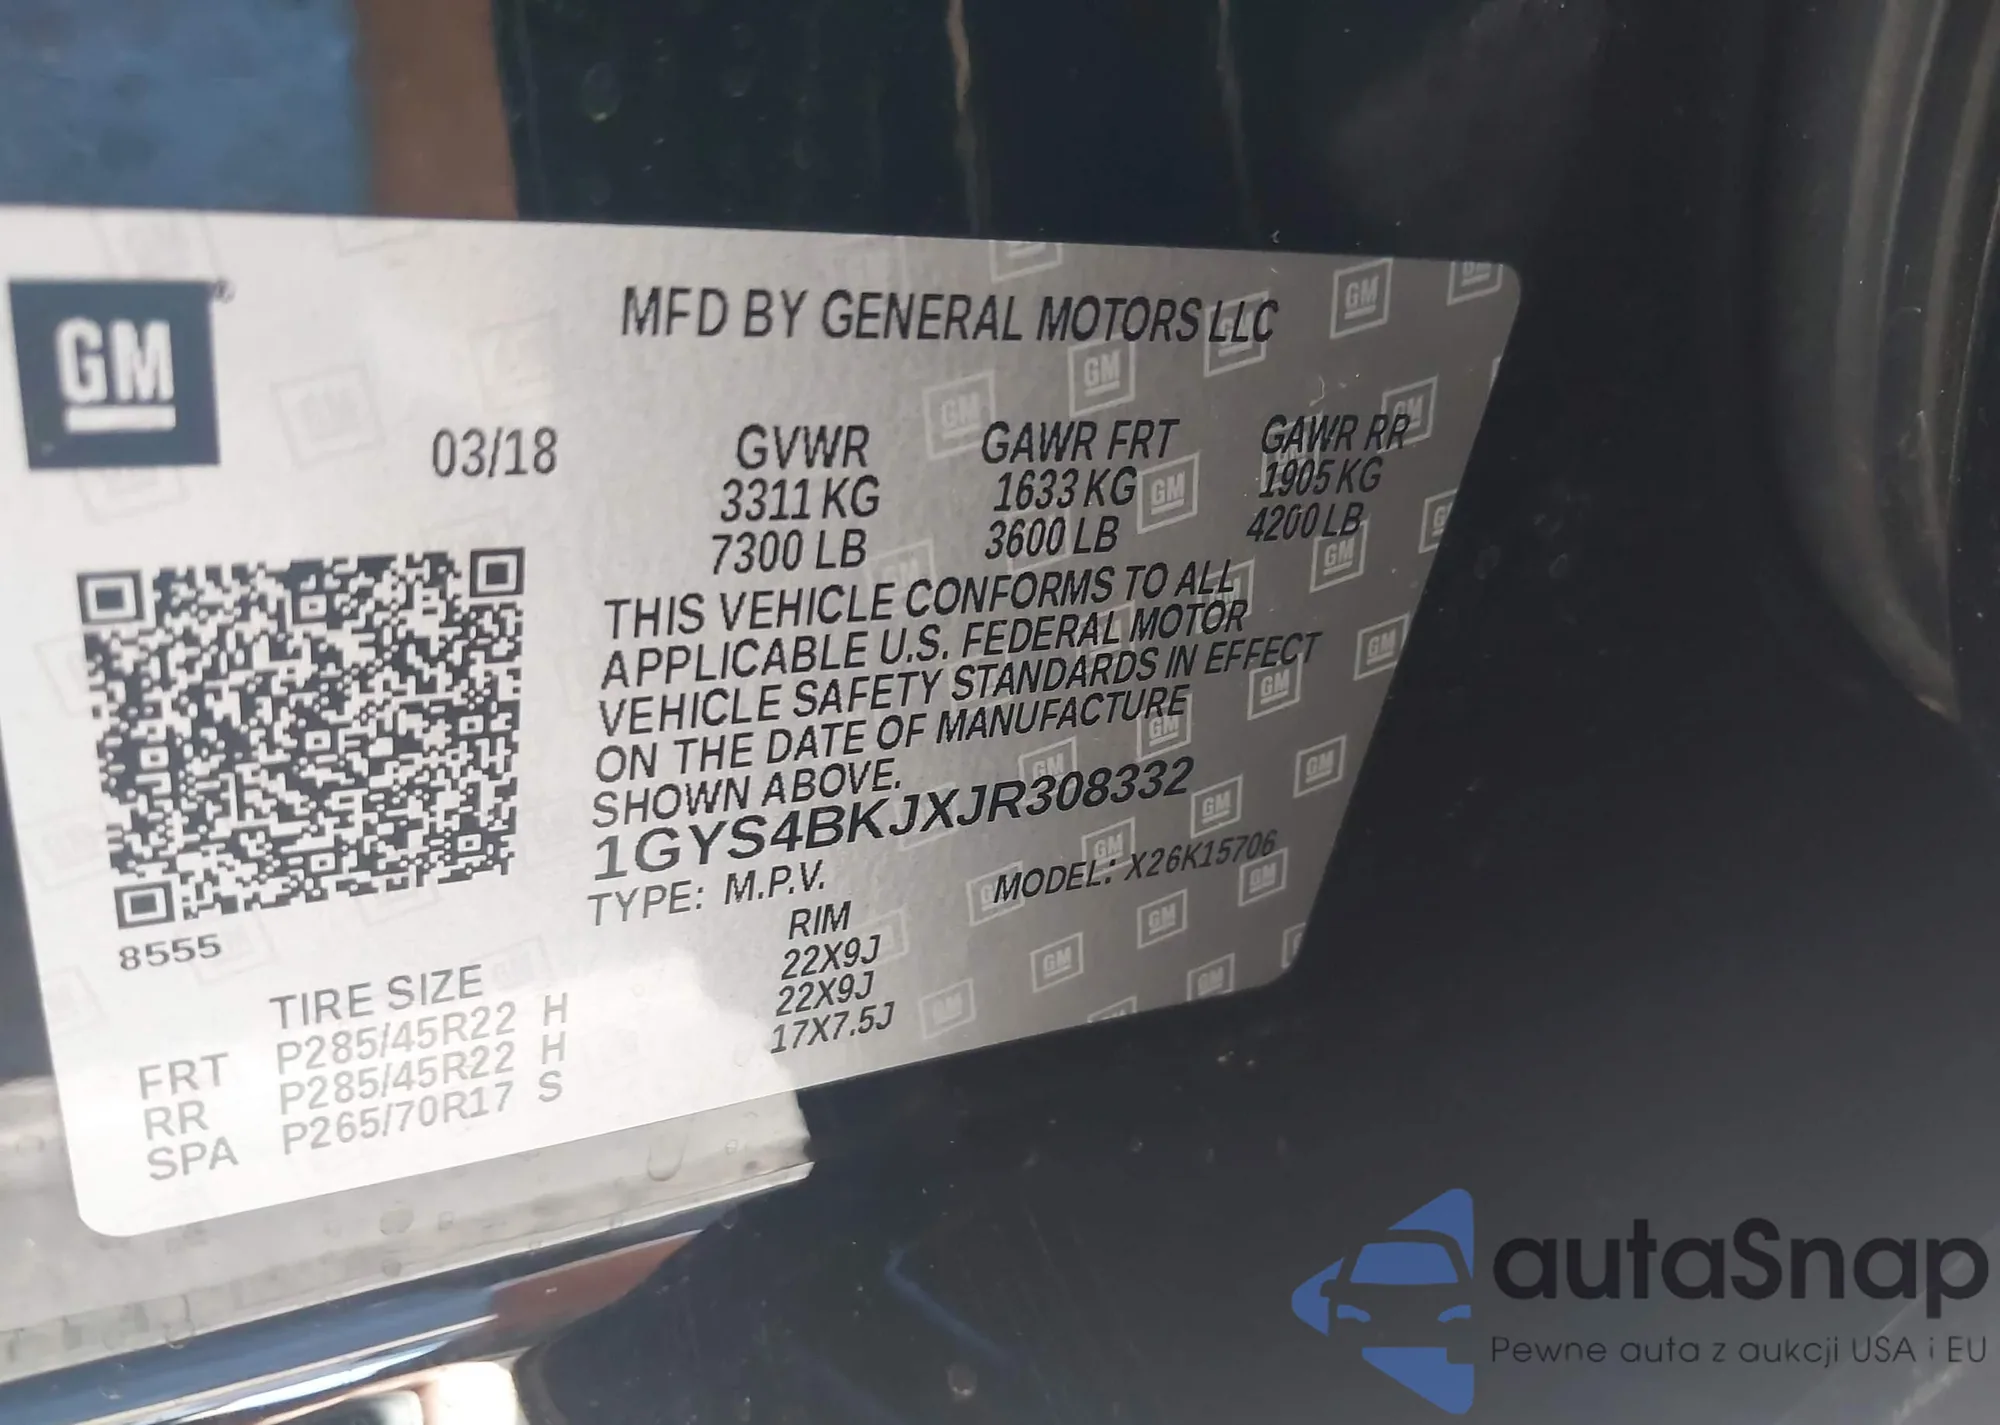 GM
MFD BY GENERAL MOTORS LLC
03/18
GVWR GAWR FRT GAWR RR
3311 KG 1633 KG 1905 KG
7300 LB 3600 LB 4200 LB
THIS VEHICLE CONFORMS TO ALL
APPLICABLE U.S. FEDERAL MOTOR
VEHICLE SAFETY STANDARDS IN EFFECT
ON THE DATE OF MANUFACTURE
SHOWN ABOVE.
1GYS4BKJXJR308332
TYPE: M.P.V. MODEL: X26K15706
8555
TIRE SIZE RIM
FRT P285/45R22 H 22X9J
RR P285/45R22 H 22X9J
SPA P265/70R17 S 17X7.5J
autaSnap
Pewne auta z aukcji USA i EU